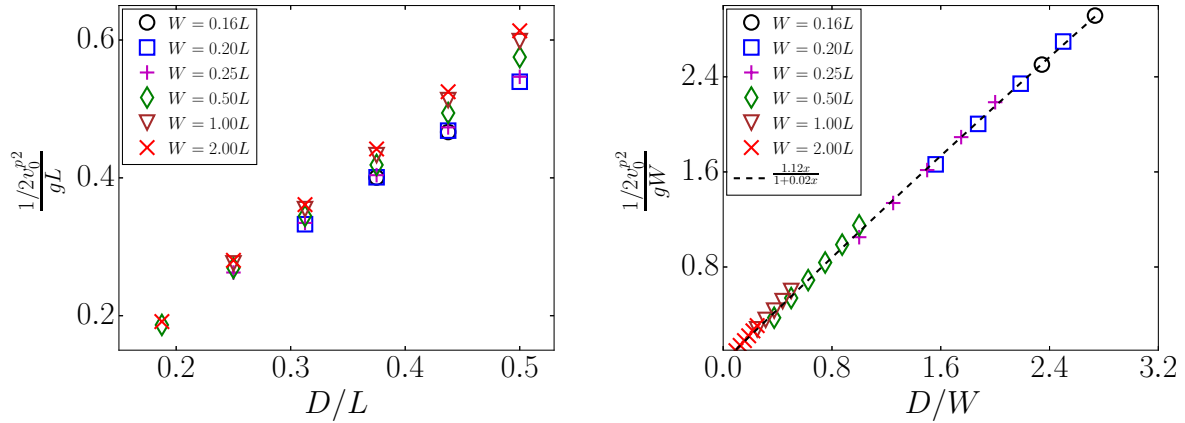 W = 0.16L
W = 0.20L
W = 0.25L
W = 0.50L
W = 1.00L
W = 2.00L
0.6
0.4
0.2
1/2v_0^{p2}
gL
0.2 0.3 0.4 0.5
D/L
W = 0.16L
W = 0.20L
W = 0.25L
W = 0.50L
W = 1.00L
W = 2.00L
1.12x
1+0.02x
2.4
1.6
0.8
1/2v_0^{p2}
gW
0.0 0.8 1.6 2.4 3.2
D/W